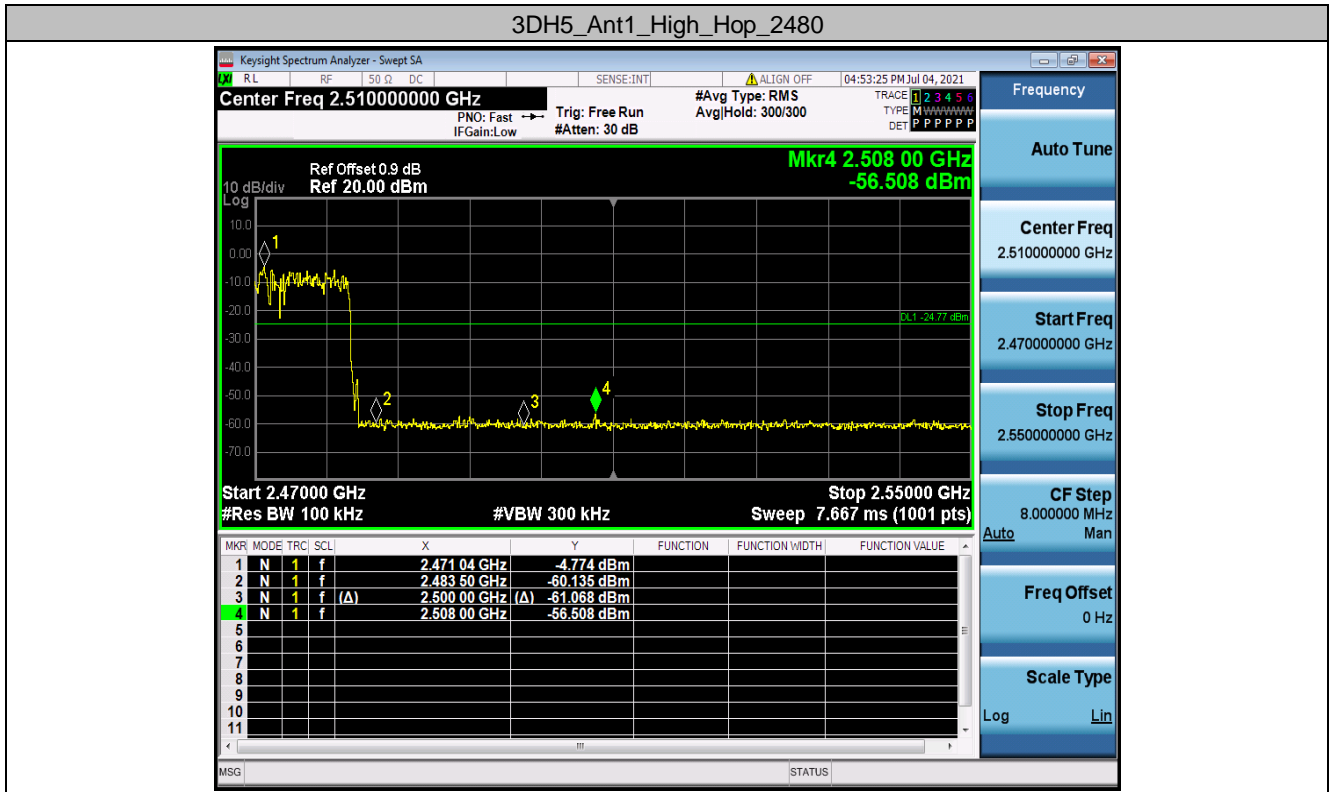 3DH5_Ant1_High_Hop_2480
Keysight Spectrum Analyzer - Swept SA
LXI RL RF 50 Ω DC SENSE:INT ALIGN OFF 04:53:25 PM Jul 04, 2021
Center Freq 2.510000000 GHz
#Avg Type: RMS
TRACE 1 2 3 4 5 6
PNO: Fast
Trig: Free Run
Avg|Hold: 300/300
TYPE M WWWWW
IFGain:Low
#Atten: 30 dB
DET P P P P P P
Mkr4 2.508 00 GHz
Ref Offset 0.9 dB
-56.508 dBm
10 dB/div
Ref 20.00 dBm
Log
10.0
1
0.00
-10.0
-20.0
DL1 -24.77 dBm
-30.0
-40.0
-50.0
2
3
4
-60.0
-70.0
Start 2.47000 GHz
Stop 2.55000 GHz
#Res BW 100 kHz
#VBW 300 kHz
Sweep 7.667 ms (1001 pts)
MKR MODE TRC SCL X Y FUNCTION FUNCTION WIDTH FUNCTION VALUE
1 N 1 f 2.471 04 GHz -4.774 dBm
2 N 1 f 2.483 50 GHz -60.135 dBm
3 N 1 f (Δ) 2.500 00 GHz (Δ) -61.068 dBm
4 N 1 f 2.508 00 GHz -56.508 dBm
5
6
7
8
9
10
11
MSG
STATUS
Frequency
Auto Tune
Center Freq
2.510000000 GHz
Start Freq
2.470000000 GHz
Stop Freq
2.550000000 GHz
CF Step
8.000000 MHz
Auto Man
Freq Offset
0 Hz
Scale Type
Log Lin